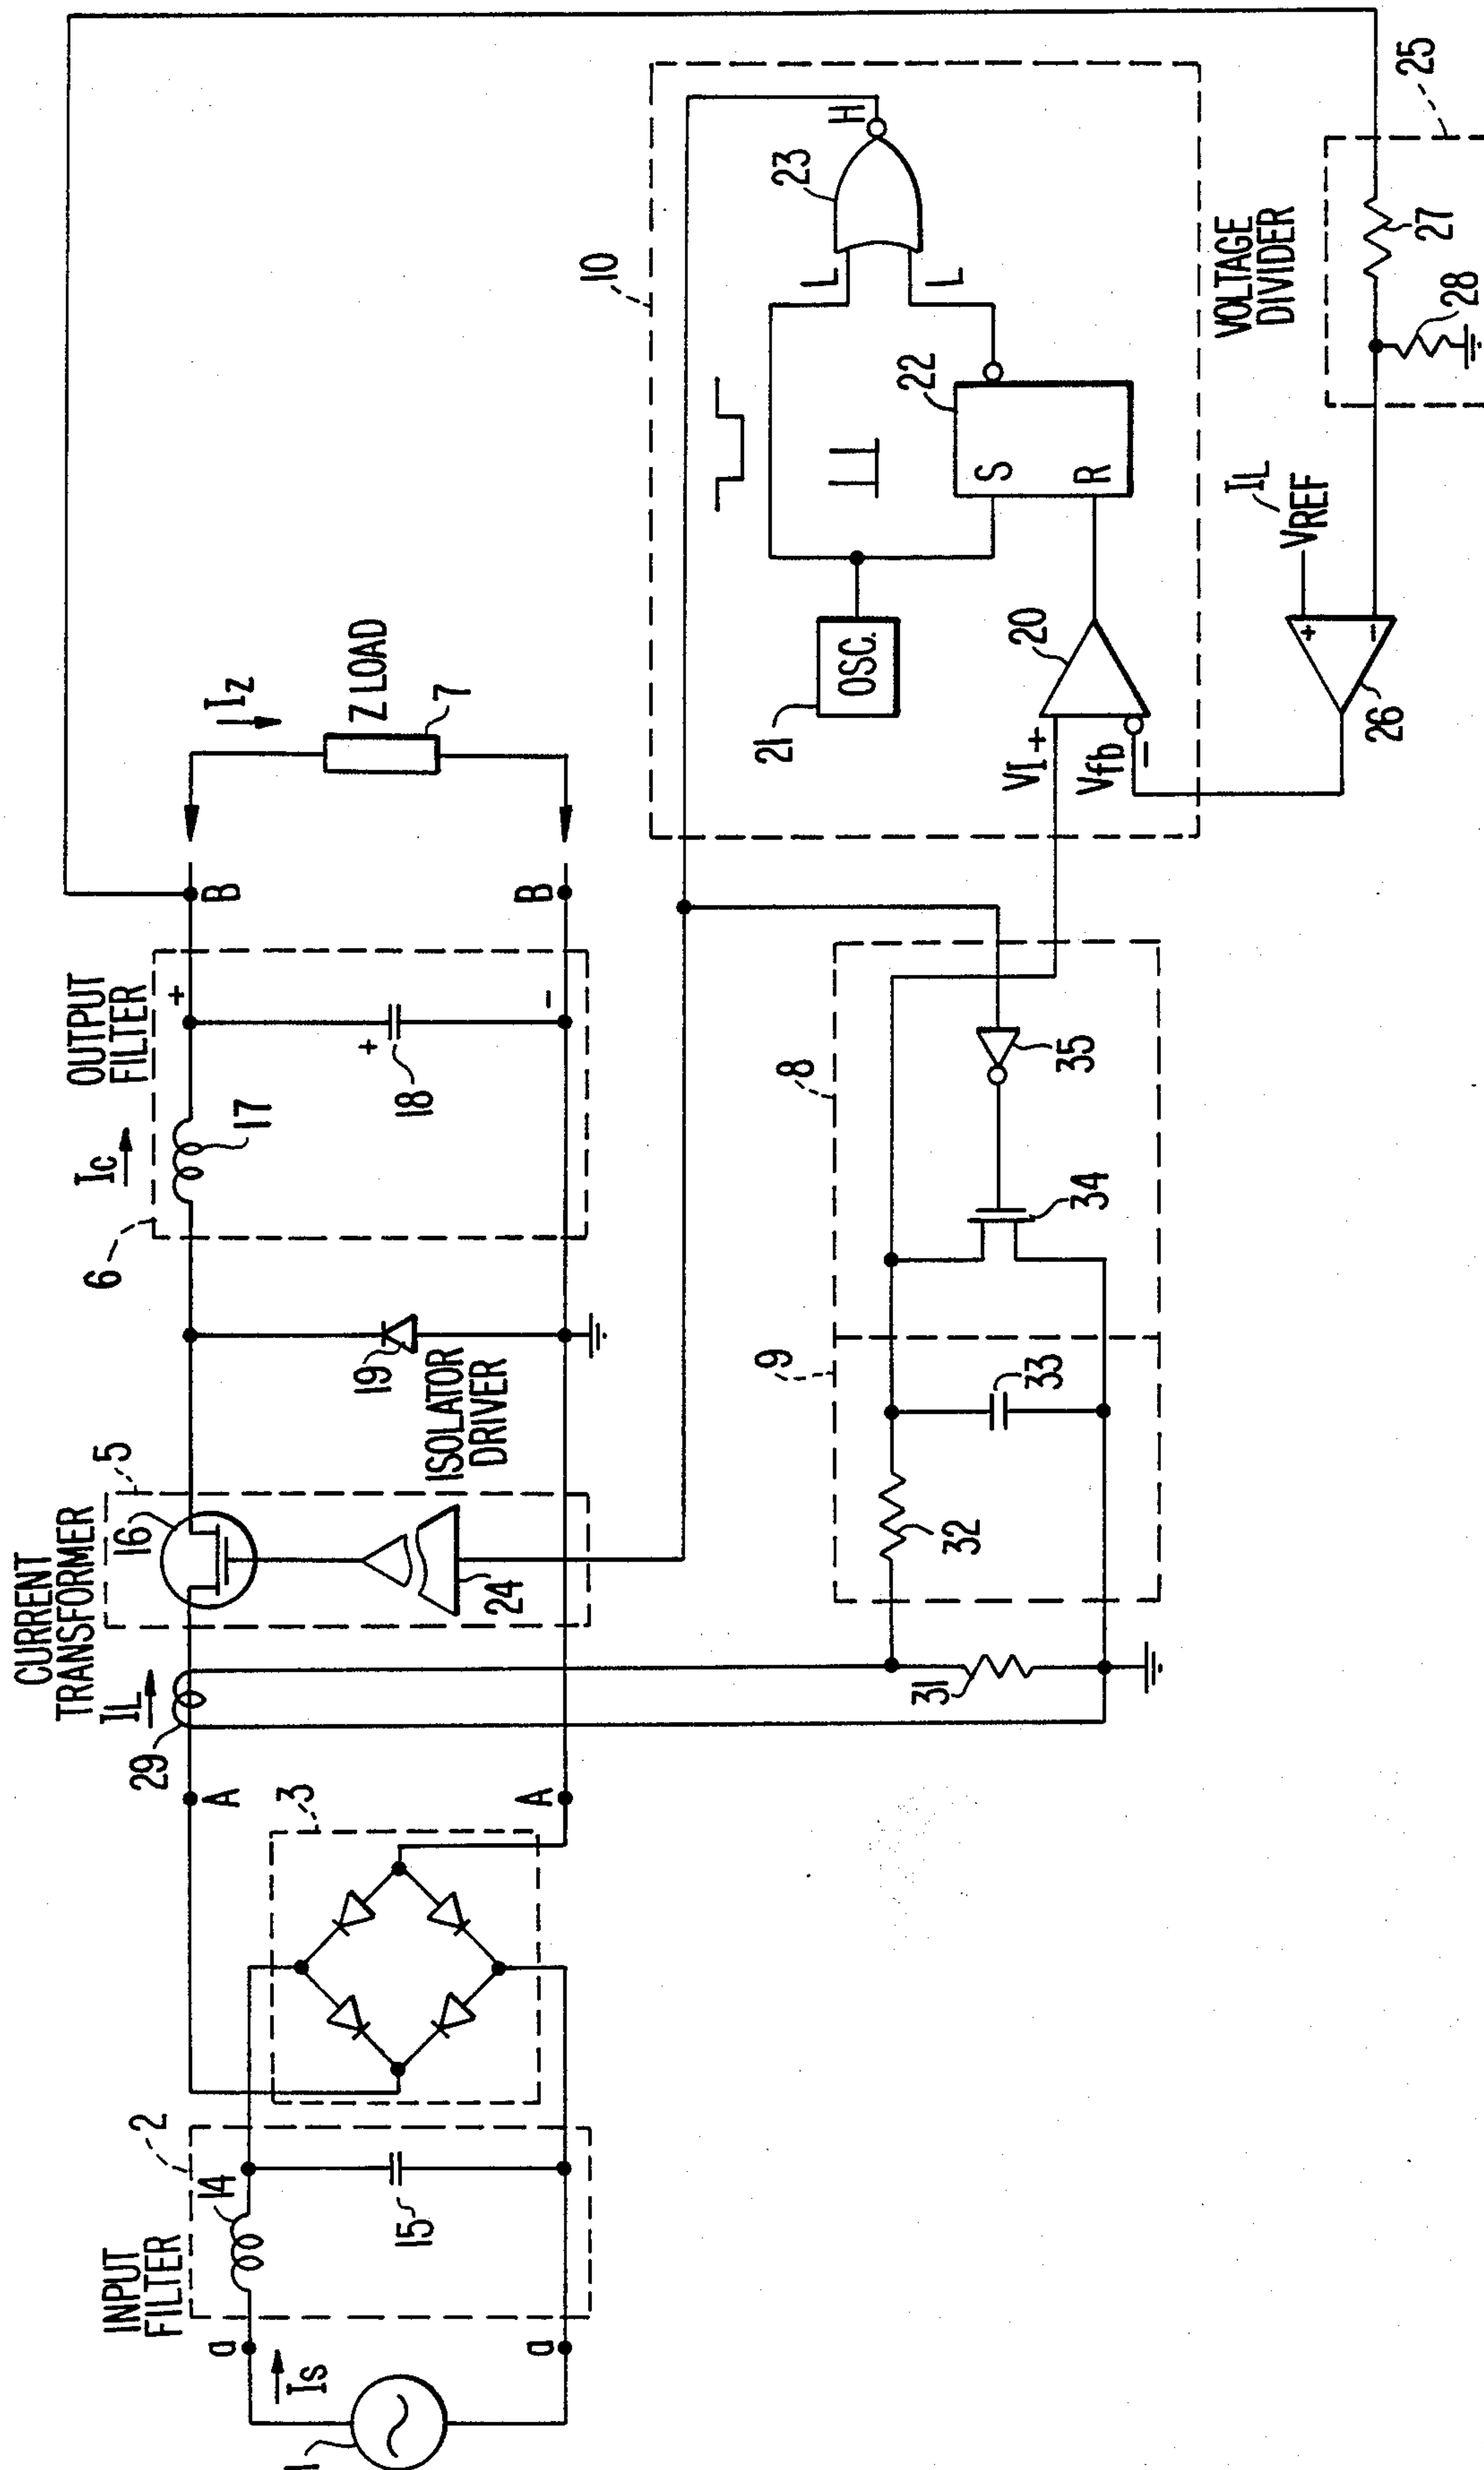 INPUT
FILTER
2
14
15
a
a
Is
1
3
A
A
29
IL
CURRENT
TRANSFORMER
5
16
24
ISOLATOR
DRIVER
19
6
OUTPUT
FILTER
Ic
17
+
+
18
-
B
B
Iz
Z LOAD
7
31
32
9
33
8
34
35
10
21
OSC.
VI +
Vfb -
20
S
R
22
L
L
23
H
VOLTAGE
DIVIDER
25
27
28
IL
VREF
+
-
26